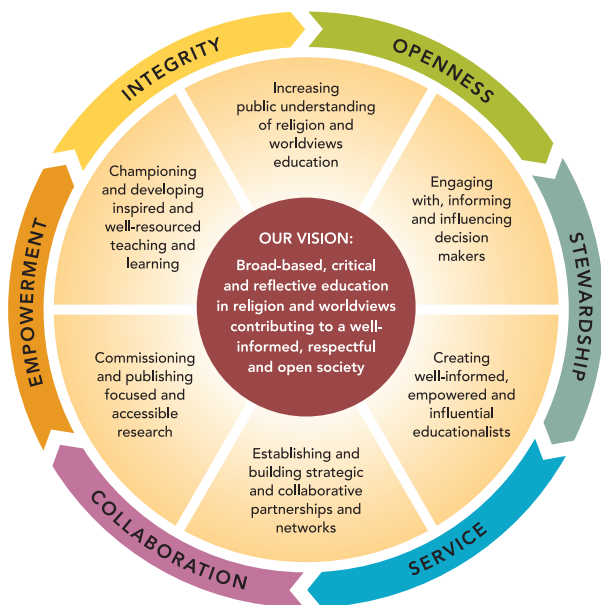 INTEGRITY
OPENNESS
STEWARDSHIP
SERVICE
COLLABORATION
EMPOWERMENT
Increasing
public understanding
of religion and
worldviews
education
Engaging
with, informing
and influencing
decision
makers
Creating
well-informed,
empowered and
influential
educationalists
Establishing and
building strategic
and collaborative
partnerships and
networks
Commissioning
and publishing
focused and
accessible
research
Championing
and developing
inspired and
well-resourced
teaching and
learning
OUR VISION:
Broad-based, critical
and reflective education
in religion and worldviews
contributing to a well-
informed, respectful
and open society